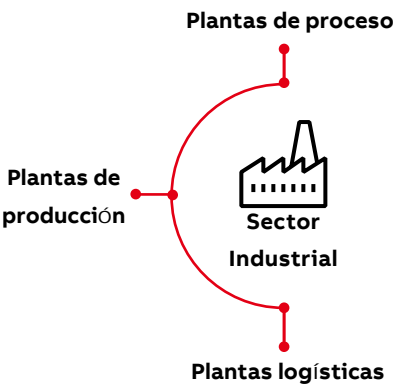 Plantas de proceso
Plantas de
producción
Sector
Industrial
Plantas logísticas